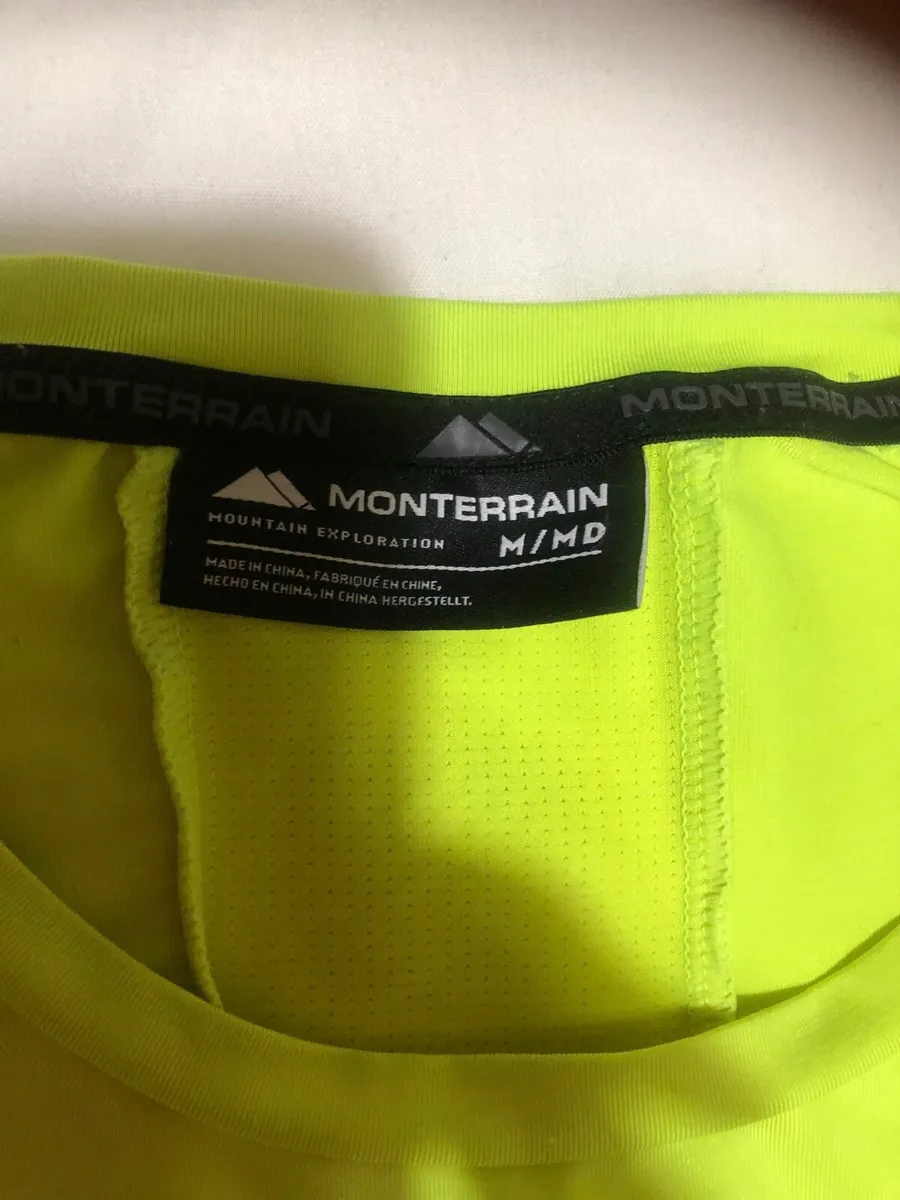 MONTERRAIN
MONTERRAIN
MONTERRAIN
MOUNTAIN EXPLORATION
M/MD
MADE IN CHINA, FABRIQUÉ EN CHINE,
HECHO EN CHINA, IN CHINA HERGESTELLT.